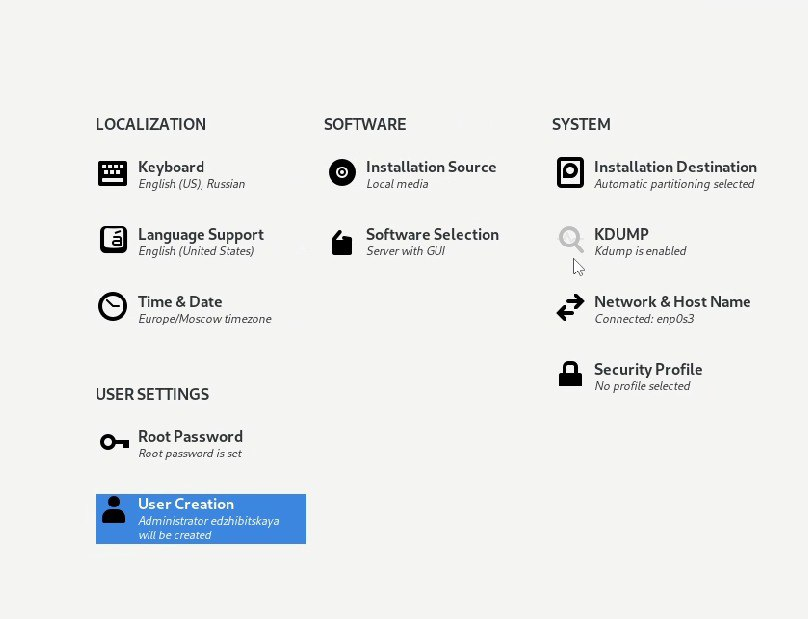 LOCALIZATION
Keyboard
English (US), Russian
Language Support
English (United States)
Time & Date
Europe/Moscow timezone
USER SETTINGS
Root Password
Root password is set
User Creation
Administrator edzhibitskaya
will be created
SOFTWARE
Installation Source
Local media
Software Selection
Server with GUI
SYSTEM
Installation Destination
Automatic partitioning selected
KDUMP
Kdump is enabled
Network & Host Name
Connected: enp0s3
Security Profile
No profile selected